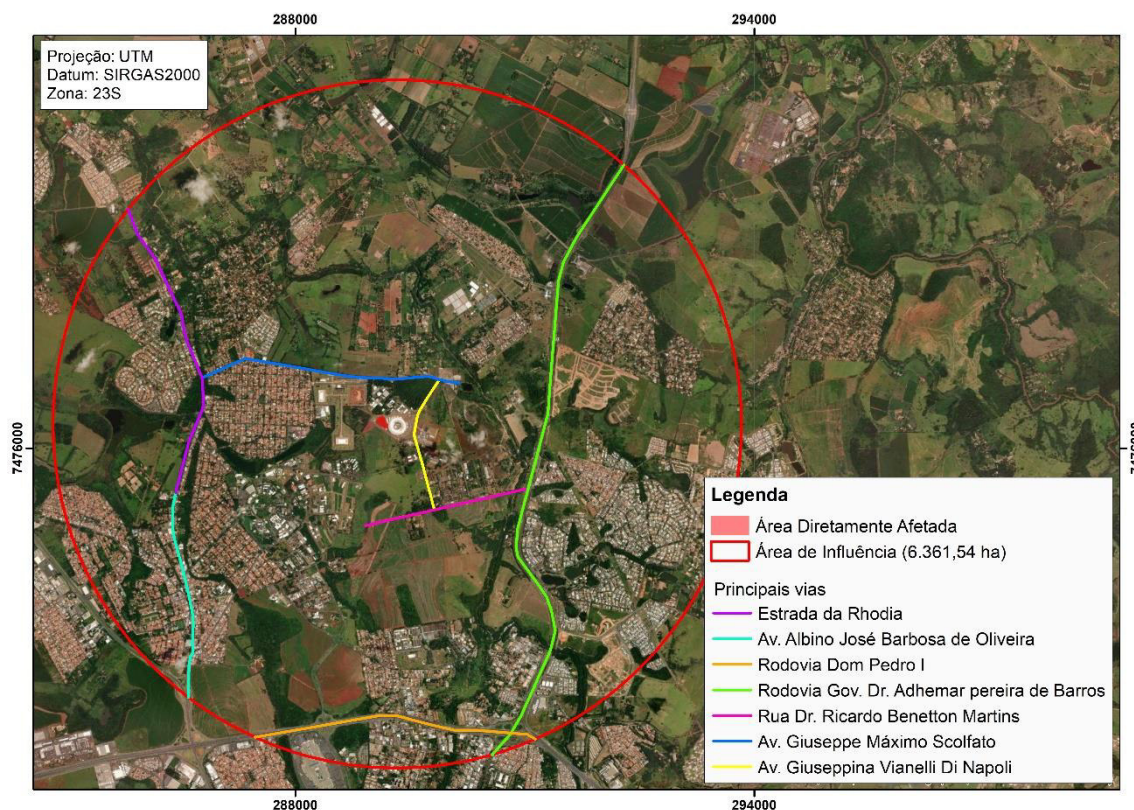 288000
294000
Projeção: UTM
Datum: SIRGAS2000
Zona: 23S
7476000
7476000
Legenda
Área Diretamente Afetada
Área de Influência (6.361,54 ha)
Principais vias
Estrada da Rhodia
Av. Albino José Barbosa de Oliveira
Rodovia Dom Pedro I
Rodovia Gov. Dr. Adhemar pereira de Barros
Rua Dr. Ricardo Benetton Martins
Av. Giuseppe Máximo Scolfato
Av. Giuseppina Vianelli Di Napoli
288000
294000